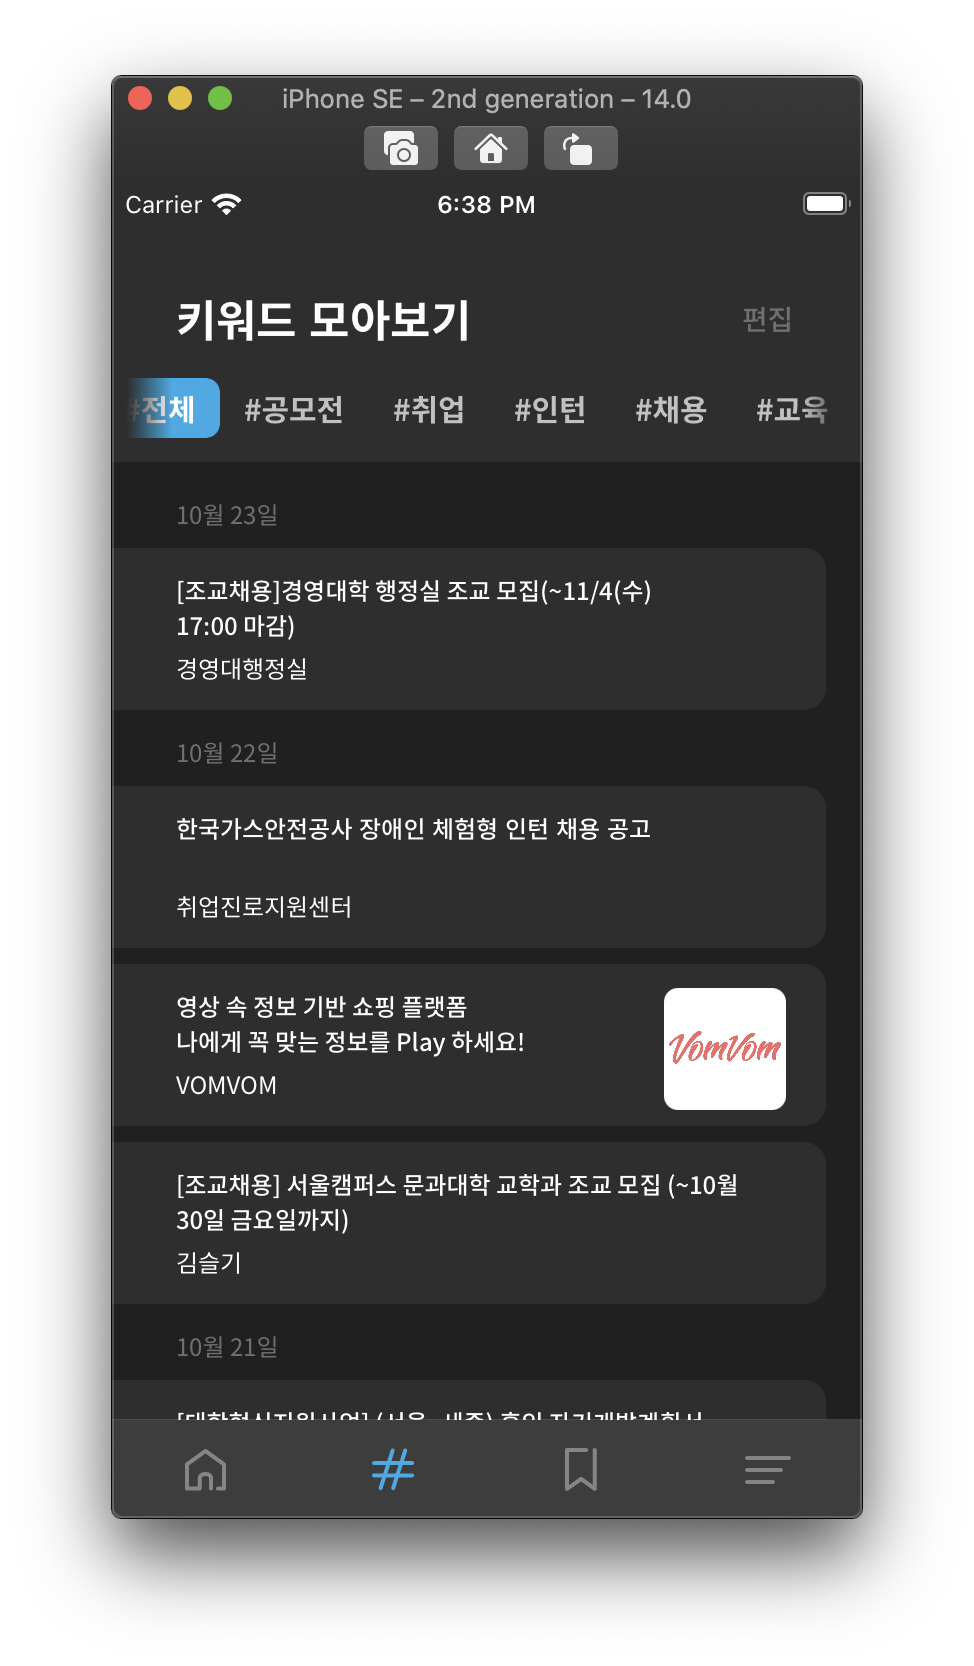 iPhone SE – 2nd generation – 14.0
Carrier
6:38 PM
키워드 모아보기
편집
#전체
#공모전
#취업
#인턴
#채용
#교육
10월 23일
[조교채용]경영대학 행정실 조교 모집(~11/4(수)
17:00 마감)
경영대행정실
10월 22일
한국가스안전공사 장애인 체험형 인턴 채용 공고
취업진로지원센터
영상 속 정보 기반 쇼핑 플랫폼
나에게 꼭 맞는 정보를 Play 하세요!
VOMVOM
VomVom
[조교채용] 서울캠퍼스 문과대학 교학과 조교 모집 (~10월
30일 금요일까지)
김슬기
10월 21일